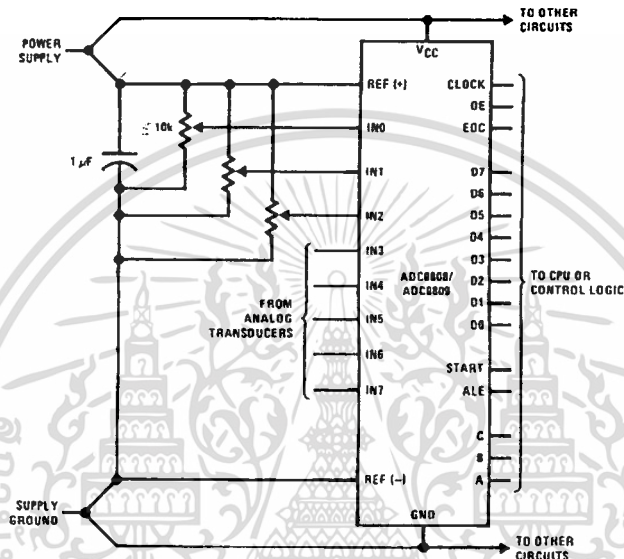 TO OTHER
CIRCUITS
POWER
SUPPLY
VCC
REF (+)
CLOCK
OE
10k
IN0
EOC
1 µF
IN1
D7
D6
IN2
D5
D4
IN3
D3
ADC0808/
ADC0809
D2
TO CPU OR
CONTROL LOGIC
IN4
FROM
ANALOG
TRANSDUCERS
D1
IN5
D0
IN6
START
IN7
ALE
C
B
REF (−)
A
SUPPLY
GROUND
GND
TO OTHER
CIRCUITS